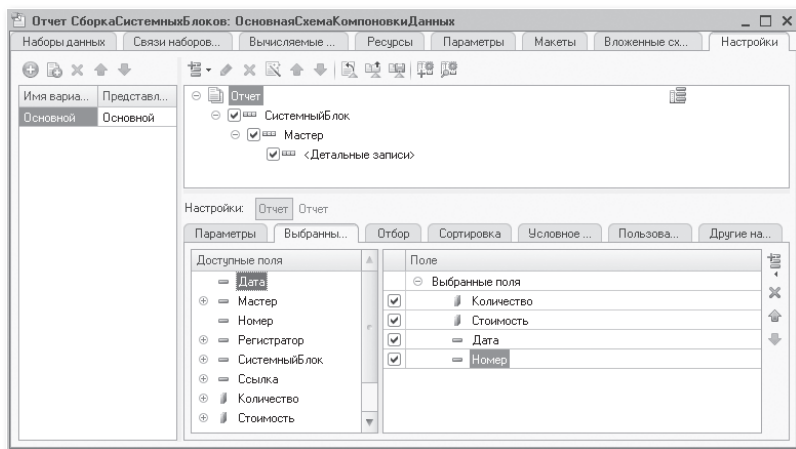 Отчет СборкаСистемныхБлоков: ОсновнаяСхемаКомпоновкиДанных
Наборы данных Связи наборов... Вычисляемые ... Ресурсы Параметры Макеты Вложенные сх... Настройки
Имя вариа... Представл...
Основной Основной
Отчет
СистемныйБлок
Мастер
<Детальные записи>
Настройки: Отчет Отчет
Параметры Выбранны... Отбор Сортировка Условное ... Пользова... Другие на...
Доступные поля
Дата
Мастер
Номер
Регистратор
СистемныйБлок
Ссылка
Количество
Стоимость
Поле
Выбранные поля
Количество
Стоимость
Дата
Номер